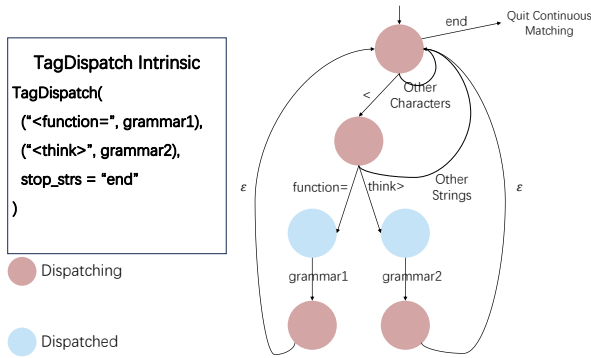 TagDispatch Intrinsic
TagDispatch(
(“<function=”, grammar1),
(“<think>”, grammar2),
stop_strs = “end”
)
Dispatching
Dispatched
end
Quit Continuous
Matching
<
Other
Characters
function=
think>
Other
Strings
ε
ε
grammar1
grammar2